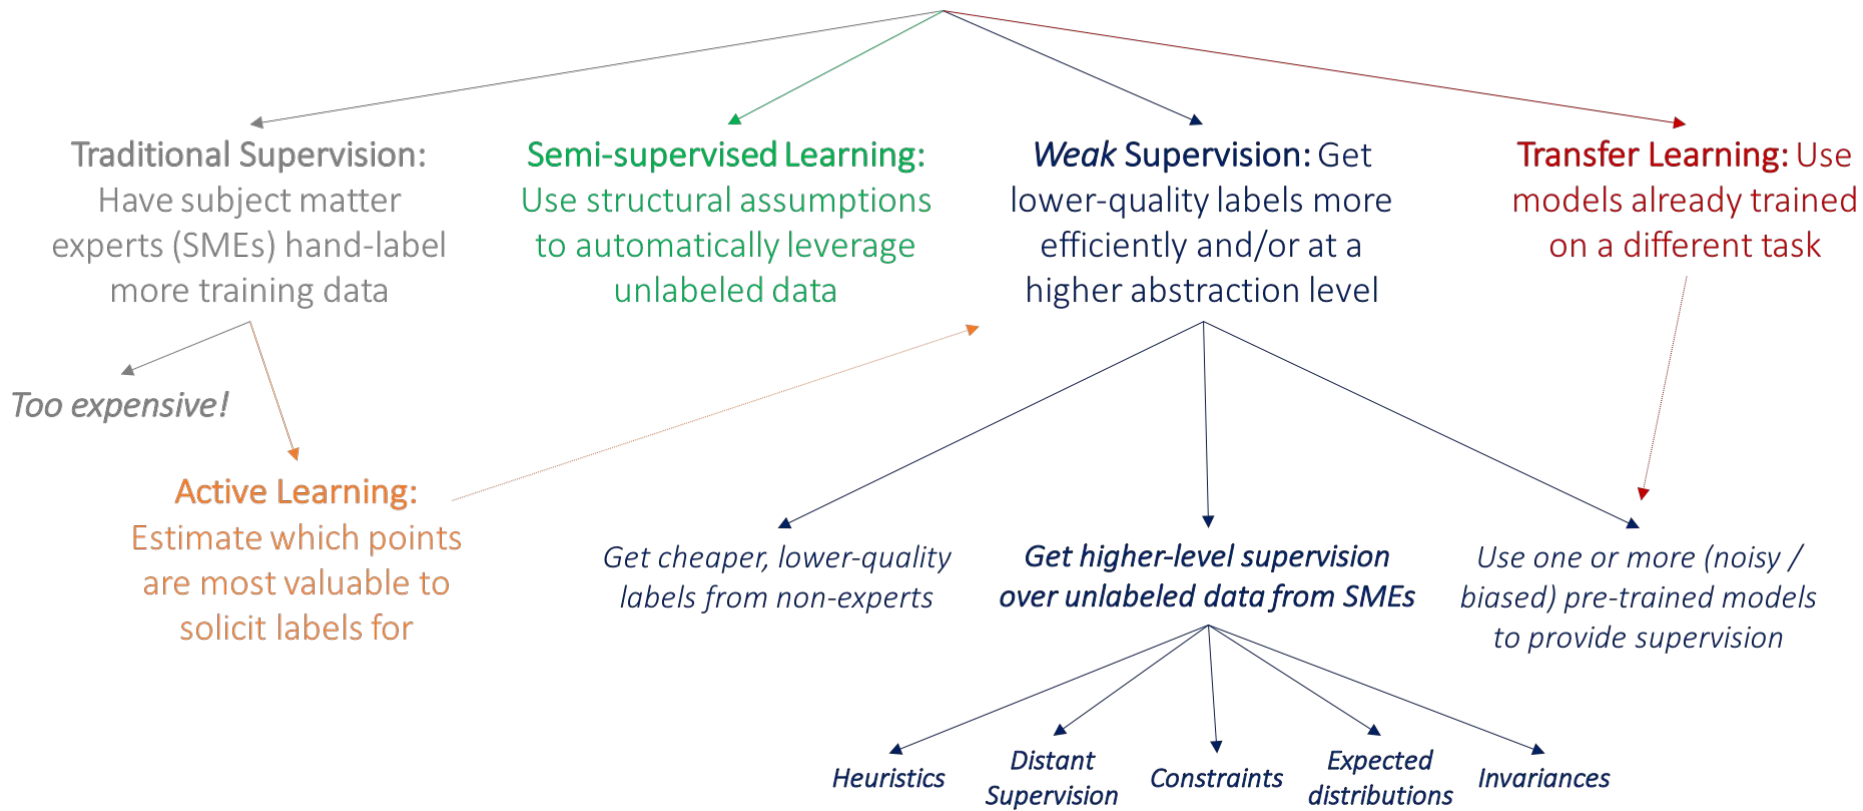 Traditional Supervision:
Have subject matter
experts (SMEs) hand-label
more training data
Semi-supervised Learning:
Use structural assumptions
to automatically leverage
unlabeled data
Weak Supervision: Get
lower-quality labels more
efficiently and/or at a
higher abstraction level
Transfer Learning: Use
models already trained
on a different task
Too expensive!
Active Learning:
Estimate which points
are most valuable to
solicit labels for
Get cheaper, lower-quality
labels from non-experts
Get higher-level supervision
over unlabeled data from SMEs
Use one or more (noisy /
biased) pre-trained models
to provide supervision
Heuristics
Distant
Supervision
Constraints
Expected
distributions
Invariances